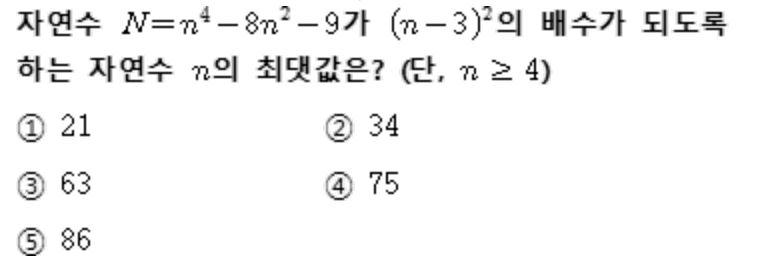 자연수 N=n⁴-8n²-9가 (n-3)²의 배수가 되도록
하는 자연수 n의 최댓값은? (단, n ≥ 4)
① 21 ② 34
③ 63 ④ 75
⑤ 86